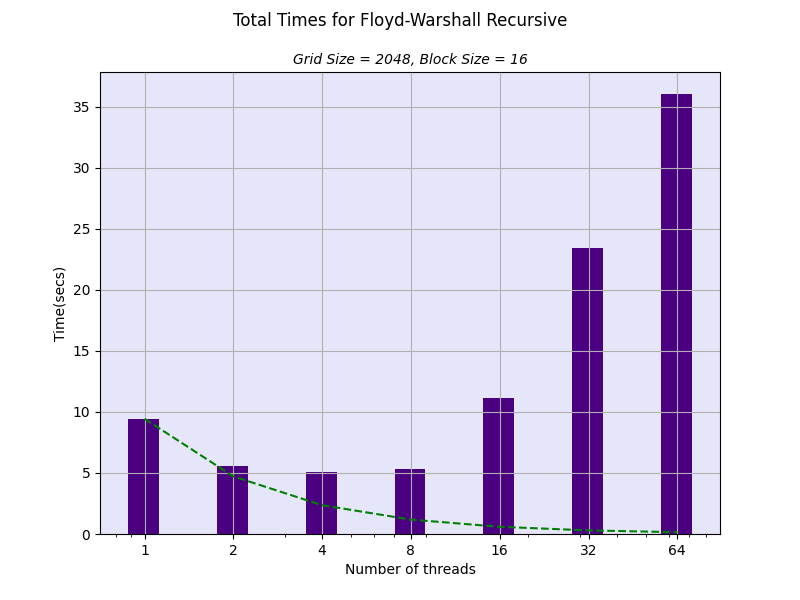 Total Times for Floyd-Warshall Recursive
Grid Size = 2048, Block Size = 16
35
30
25
20
15
10
5
0
Time(secs)
1 2 4 8 16 32 64
Number of threads